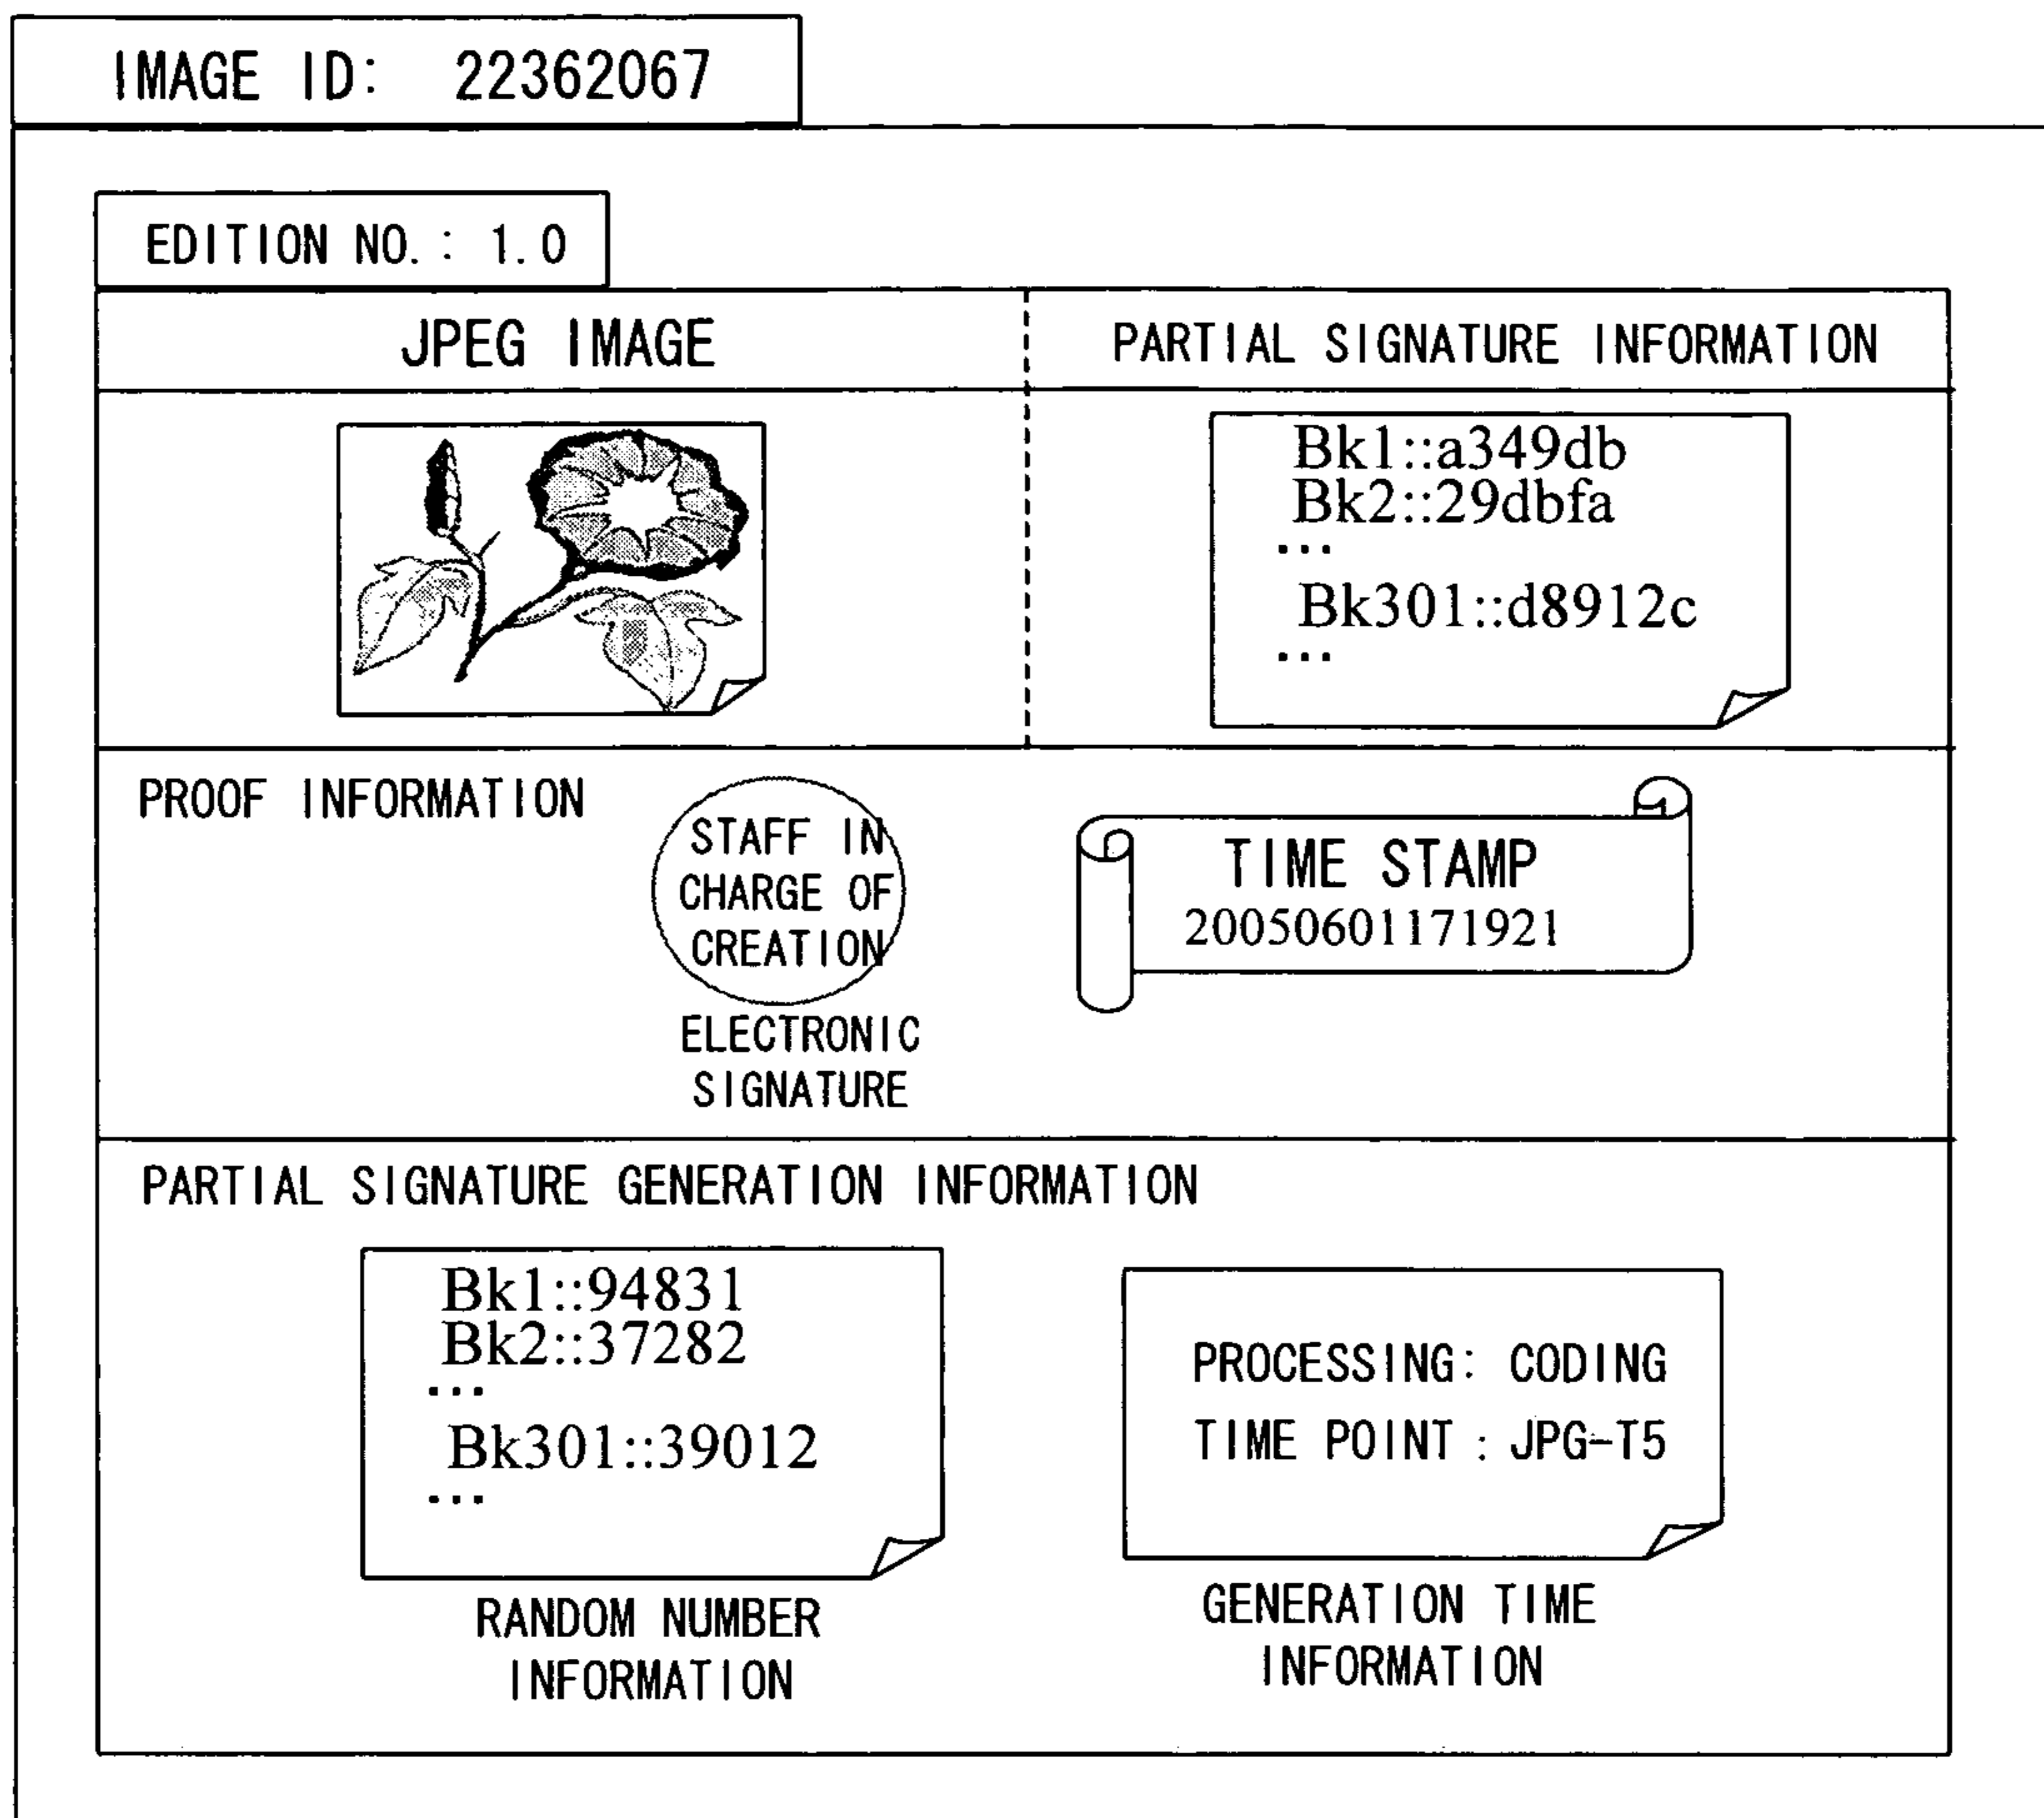 IMAGE ID: 22362067
EDITION NO.: 1.0
JPEG IMAGE
PARTIAL SIGNATURE INFORMATION
Bk1::a349db
Bk2::29dbfa
...
Bk301::d8912c
...
PROOF INFORMATION
STAFF IN
CHARGE OF
CREATION
ELECTRONIC
SIGNATURE
TIME STAMP
20050601171921
PARTIAL SIGNATURE GENERATION INFORMATION
Bk1::94831
Bk2::37282
...
Bk301::39012
...
RANDOM NUMBER
INFORMATION
PROCESSING: CODING
TIME POINT : JPG-T5
GENERATION TIME
INFORMATION